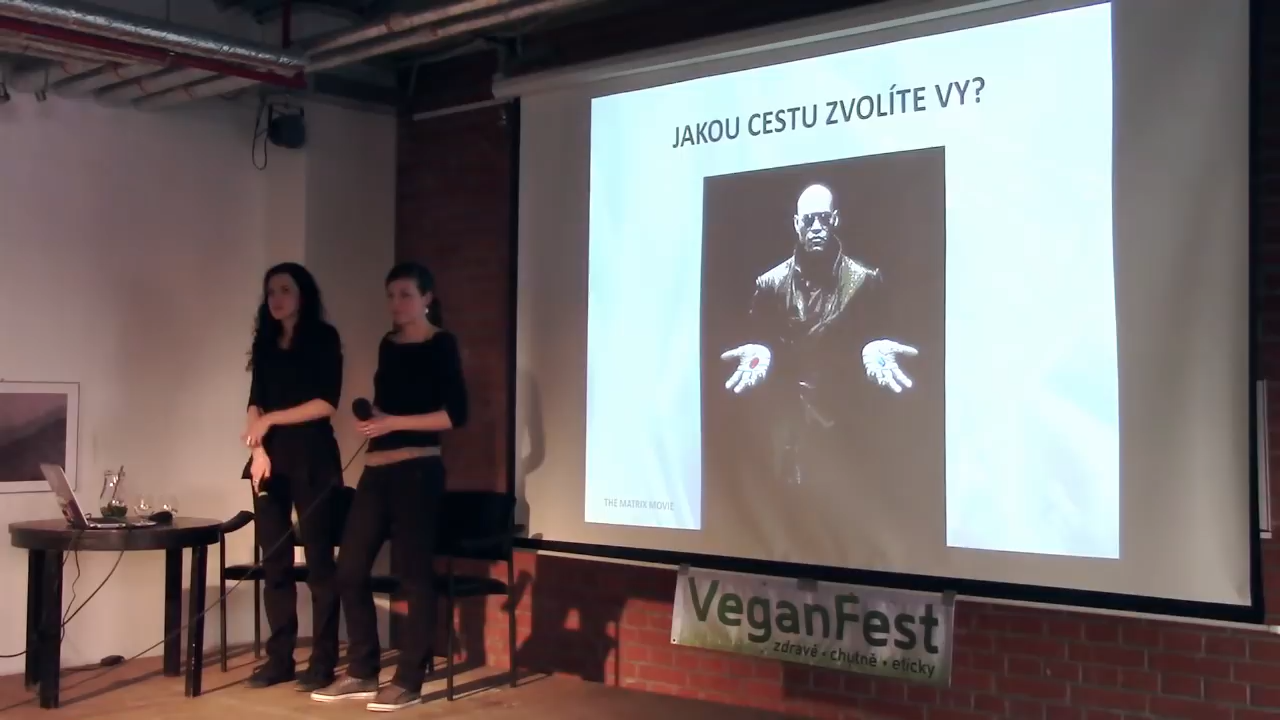 JAKOU CESTU ZVOLÍTE VY?
THE MATRIX MOVIE
VeganFest
zdravě • chutně • eticky